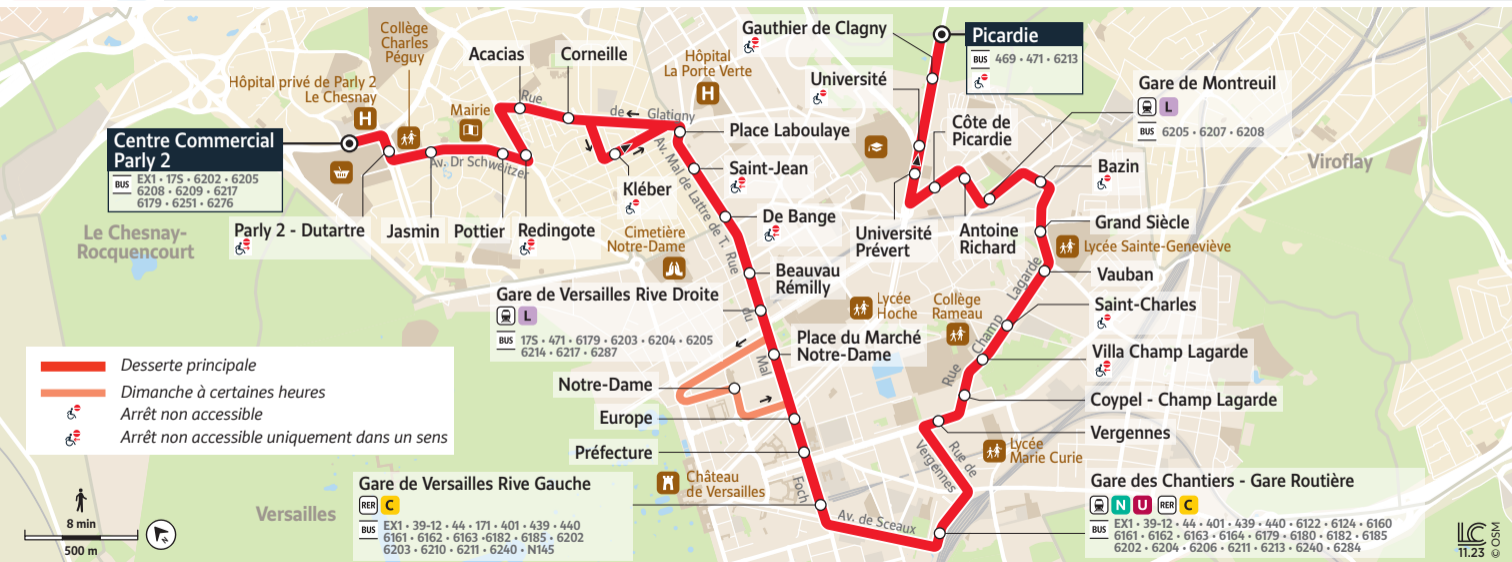 Collège
Charles
Péguy
Hôpital privé de Parly 2
Le Chesnay
H
Mairie
Acacias
Corneille
Hôpital
La Porte Verte
H
Gauthier de Clagny
Université
Picardie
BUS 469 • 471 • 6213
Gare de Montreuil
L
BUS 6205 • 6207 • 6208
Viroflay
Centre Commercial
Parly 2
BUS EX1 • 17S • 6202 • 6205
6208 • 6209 • 6217
6179 • 6251 • 6276
Rue
de ← Glatigny
Av. Dr Schweitzer
Place Laboulaye
Côte de
Picardie
Bazin
Saint-Jean
Kléber
Av. Mal de Lattre de T.
Rue
du
Mal
Foch
De Bange
Le Chesnay-
Rocquencourt
Parly 2 - Dutartre
Jasmin
Pottier
Redingote
Cimetière
Notre-Dame
Université
Prévert
Antoine
Richard
Grand Siècle
Lycée Sainte-Geneviève
Beauvau
Rémilly
Vauban
Gare de Versailles Rive Droite
L
BUS 17S • 471 • 6179 • 6203 • 6204 • 6205
6214 • 6217 • 6287
Lycée
Hoche
Collège
Rameau
Rue Champ Lagarde
Saint-Charles
Place du Marché
Notre-Dame
Villa Champ Lagarde
Desserte principale
Dimanche à certaines heures
Arrêt non accessible
Arrêt non accessible uniquement dans un sens
Notre-Dame
Coypel - Champ Lagarde
Europe
Vergennes
Préfecture
Rue de
Vergennes
Lycée
Marie Curie
Château
de Versailles
Gare de Versailles Rive Gauche
RER C
BUS EX1 • 39-12 • 44 • 171 • 401 • 439 • 440
6161 • 6162 • 6163 •6182 • 6185 • 6202
6203 • 6210 • 6211 • 6240 • N145
Gare des Chantiers - Gare Routière
N U RER C
BUS EX1 • 39-12 • 44 • 401 • 439 • 440 • 6122 • 6124 • 6160
6161 • 6162 • 6163 • 6164 • 6179 • 6180 • 6182 • 6185
6202 • 6204 • 6206 • 6211 • 6213 • 6240 • 6284
Av. de Sceaux
Versailles
8 min
500 m
LC
11.23
© OSM